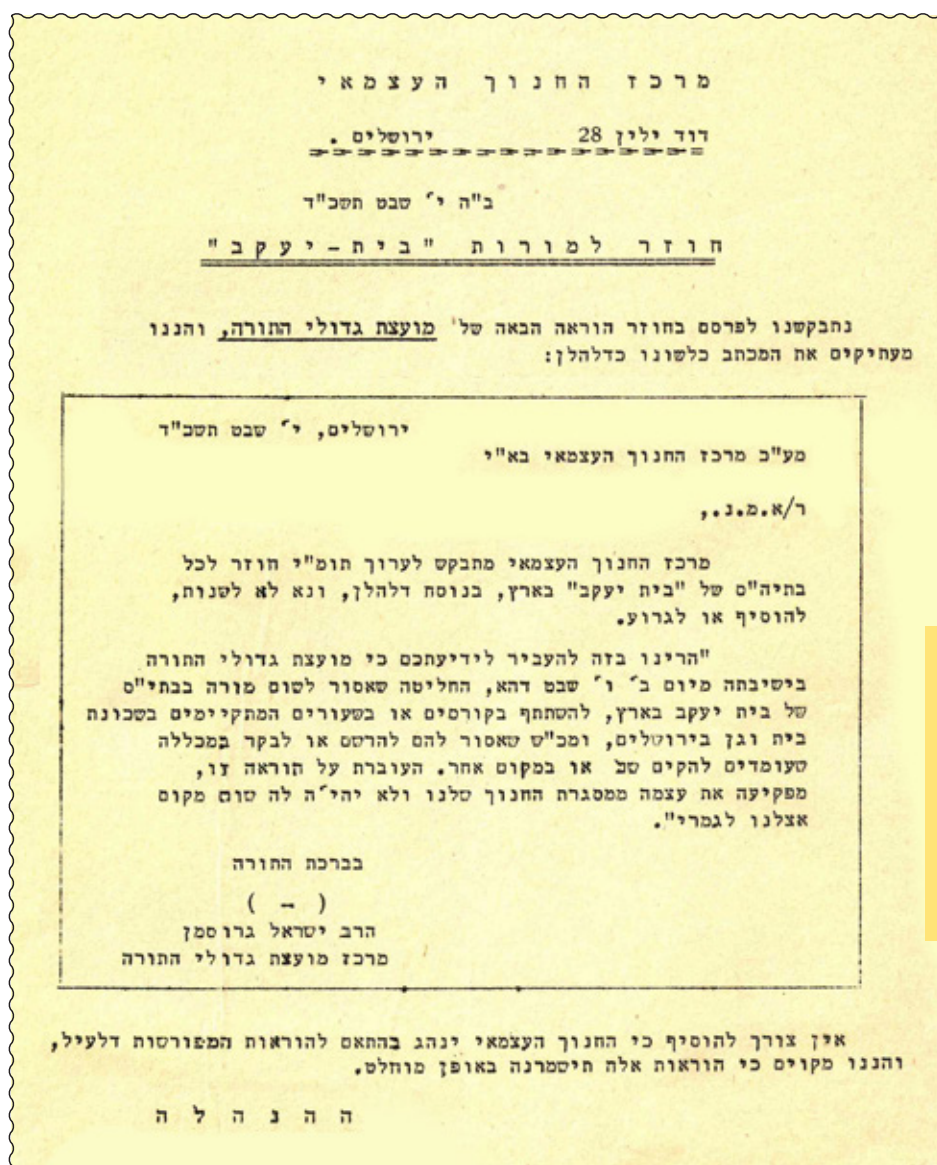 מרכז החנוך העצמאי
דוד ילין 28 ירושלים .
ב"ה י' שבט תשכ"ד
חוזר למורות "בית-יעקב"
נתבקשנו לפרסם בחוזר הוראה הבאה של מועצת גדולי התורה, והננו
מעתיקים את המכתב כלשונו כדלהלן:
ירושלים, י' שבט תשכ"ד
מע"כ מרכז החנוך העצמאי בא"י
ר/א.מ.נ.,
מרכז החנוך העצמאי מתבקש לערוך תומ"י חוזר לכל
בתיה"ס של "בית יעקב" בארץ, בנוסח דלהלן, ונא לא לשנות,
להוסיף או לגרוע.
"הרינו בזה להעביר לידיעתכם כי מועצת גדולי התורה
בישיבתה מיום ב' ו' שבט דהא, החליטה שאסור לשום מורה בבתי"ס
של בית יעקב בארץ, להשתתף בקורסים או בשעורים המתקיימים בשכונת
בית וגן בירושלים, ומכ"ש שאסור להם להרשם או לבקר במכללה
שעומדים להקים שם או במקום אחר. העוברת על הוראה זו,
מפקיעה את עצמה ממסגרת החנוך שלנו ולא יהי'ה לה שום מקום
אצלנו לגמרי".
בברכת התורה
( - )
הרב ישראל גרוסמן
מרכז מועצת גדולי התורה
אין צורך להוסיף כי החנוך העצמאי ינהג בהתאם להוראות המפורסות דלעיל,
והננו מקוים כי הוראות אלה תישמרנה באופן מוחלט.
ההנהלה